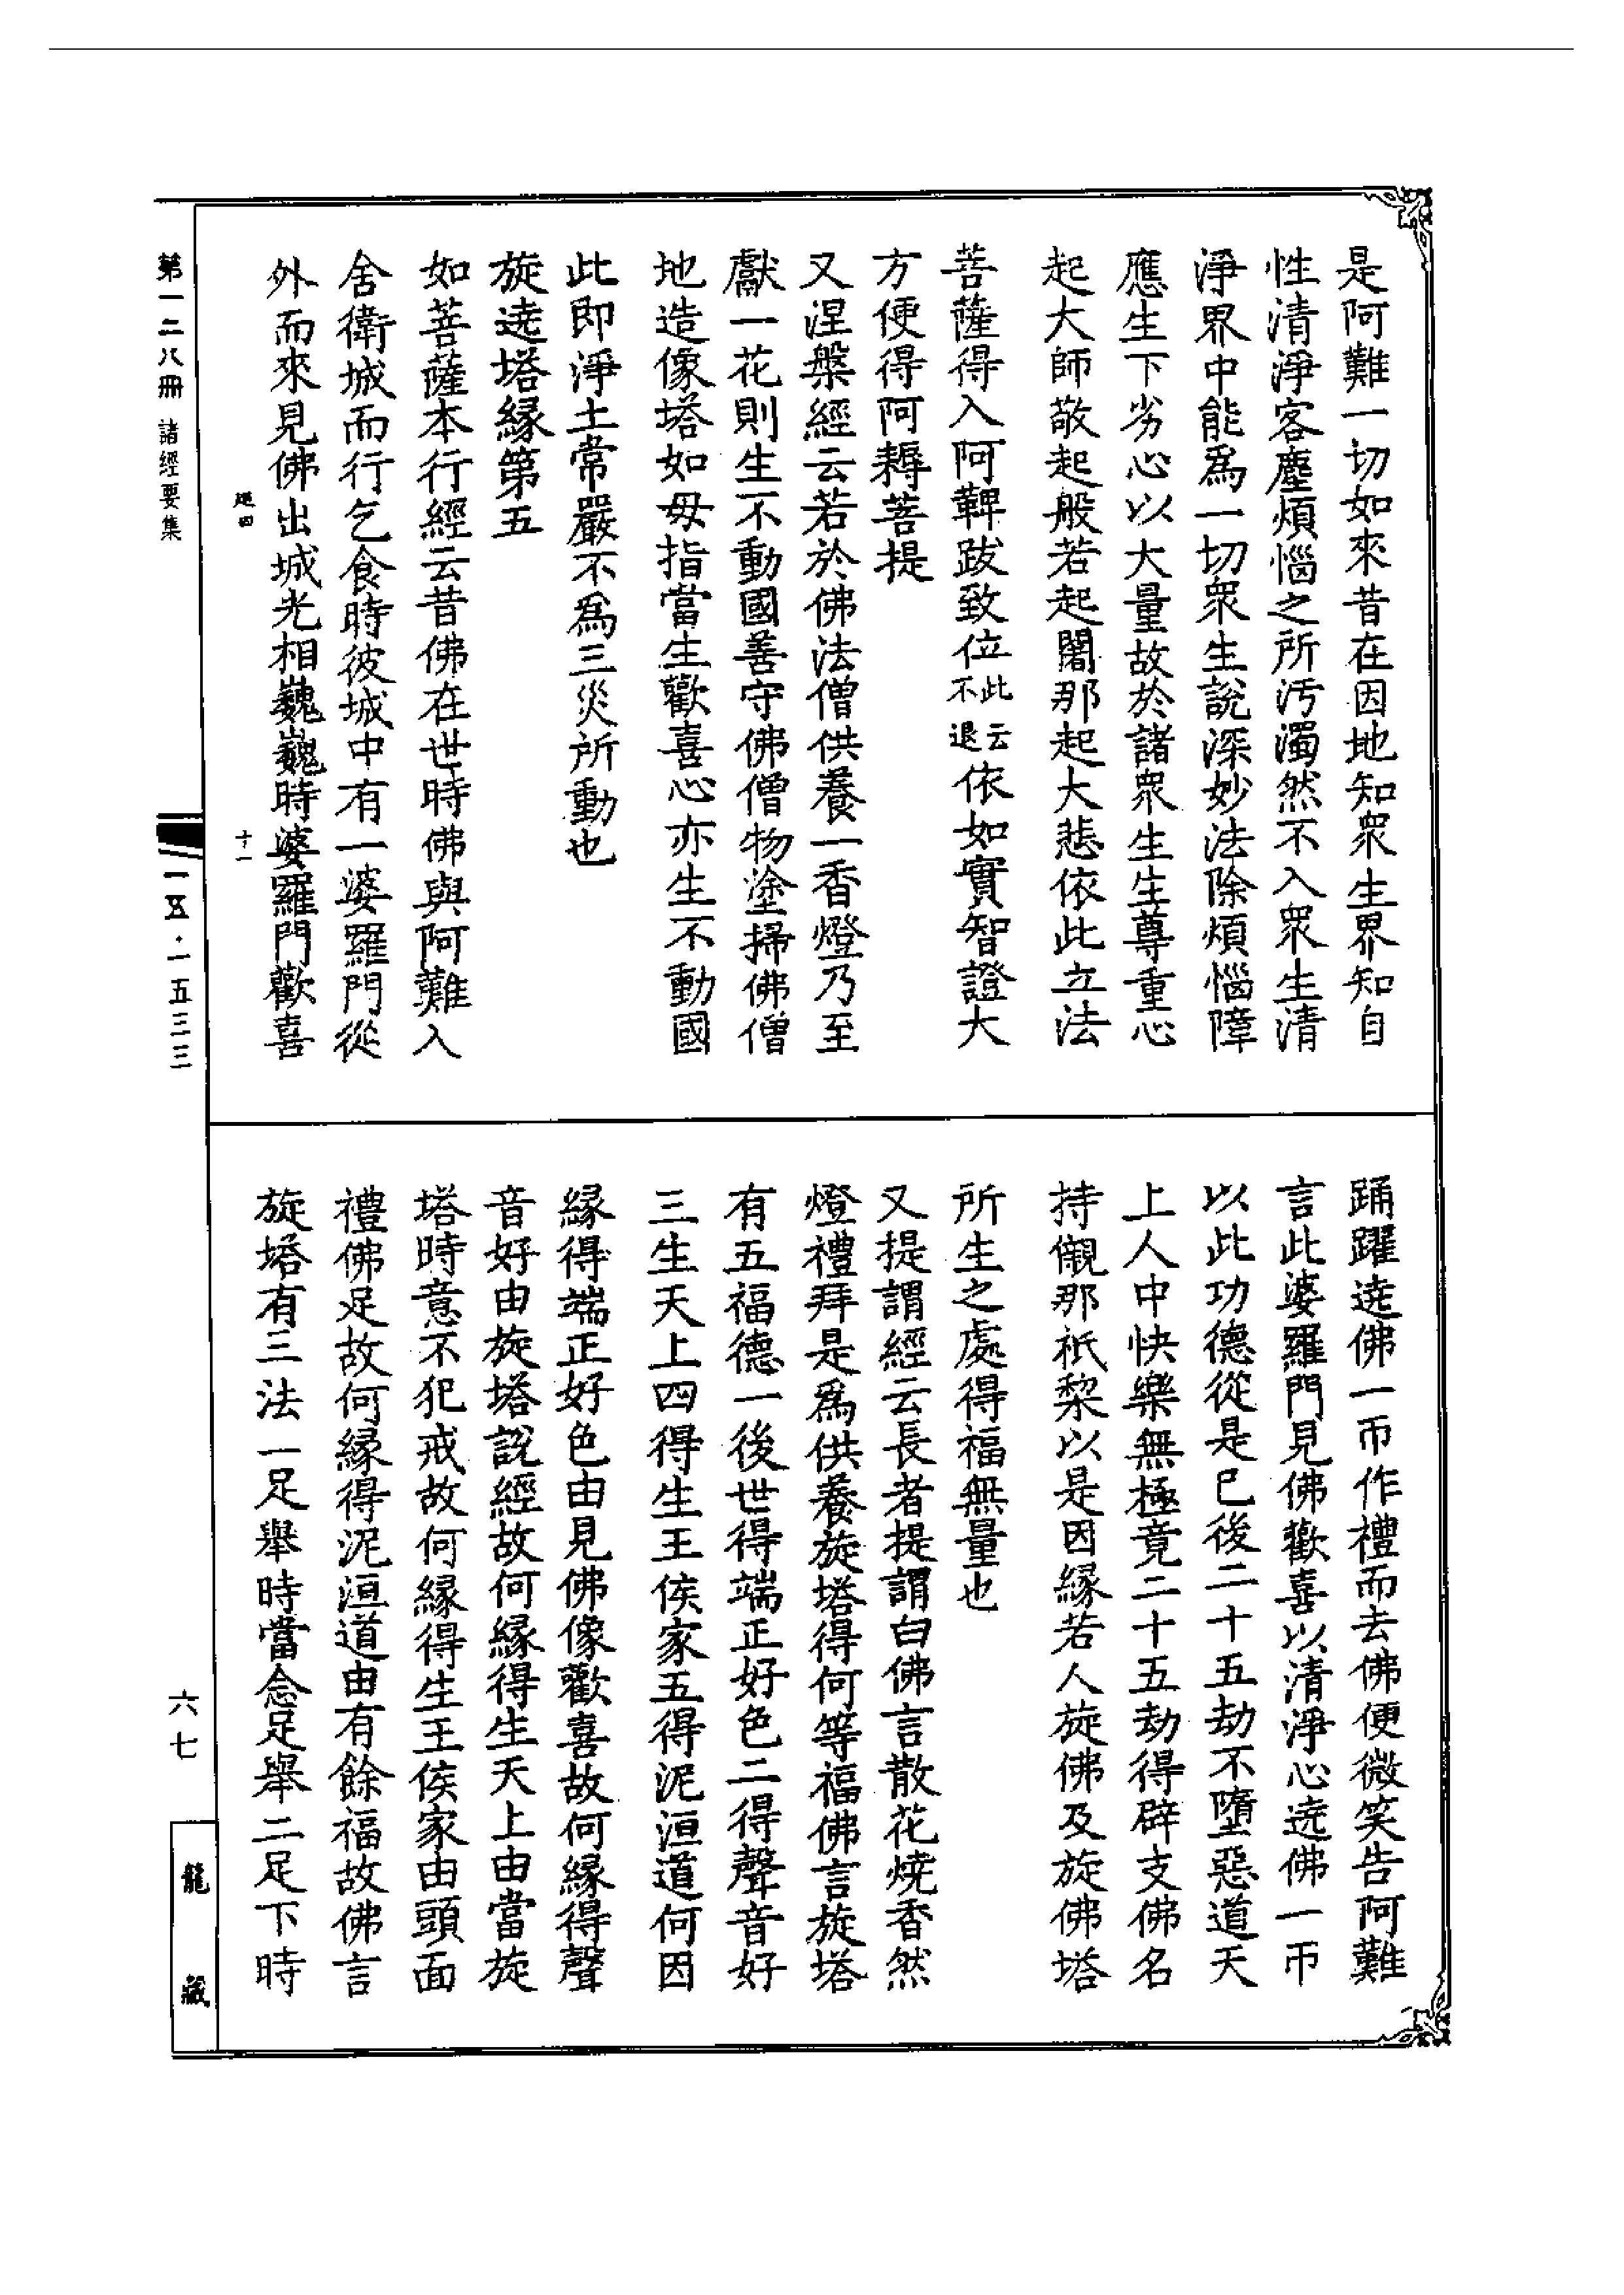 是阿難一切如來昔在因地知衆生界知自
性清淨客塵煩惱之所汚濁然不入衆生清
淨界中能爲一切衆生說深妙法除煩惱障
應生下劣心以大量故於諸衆生生尊重心
起大師敬起般若起闍那起大悲依此立法
菩薩得入阿鞞跋致位此云不退依如實智證大
方便得阿耨菩提
又涅槃經云若於佛法僧供養一香燈乃至
獻一花則生不動國善守佛僧物塗掃佛僧
地造像塔如毋指當生歡喜心亦生不動國
此即淨土常嚴不爲三災所動也
旋遶塔緣第五
如菩薩本行經云昔佛在世時佛與阿難入
舍衛城而行乞食時彼城中有一婆羅門從
外而來見佛出城光相巍巍時婆羅門歡喜
十一
踊躍遶佛一帀作禮而去佛便微笑告阿難
言此婆羅門見佛歡喜以清淨心遶佛一帀
以此功德從是已後二十五劫不墮惡道天
上人中快樂無極竟二十五劫得辟支佛名
持儭那祇棃以是因緣若人旋佛及旋佛塔
所生之處得福無量也
又提謂經云長者提謂白佛言散花燒香然
燈禮拜是爲供養旋塔得何等福佛言旋塔
有五福德一後世得端正好色二得聲音好
三生天上四得生王侯家五得泥洹道何因
緣得端正好色由見佛像歡喜故何緣得聲
音好由旋塔說經故何緣得生天上由當旋
塔時意不犯戒故何緣得生王侯家由頭面
禮佛足故何緣得泥洹道由有餘福故佛言
旋塔有三法一足舉時當念足舉二足下時
第一二八冊 諸經要集
一五·一五三三
六七
龍藏